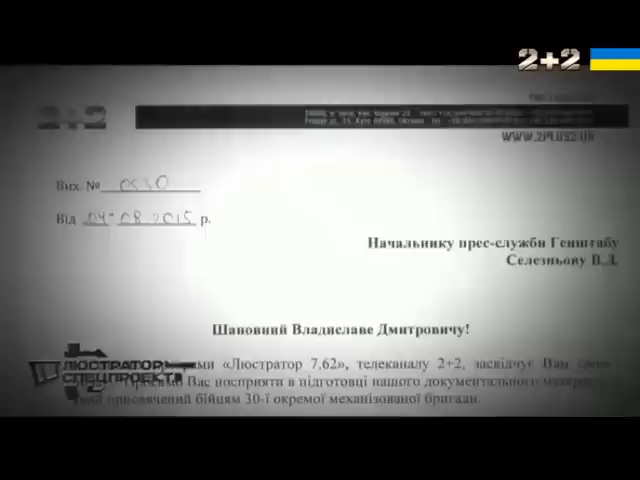 2+2
2+2
WWW.2PLUS2.UA
Вих. № 0330
Від 04 08 2015 р.
Начальнику прес-служби Генштабу
Селезньову В.Д.
Шановний Владиславе Дмитровичу!
«Люстратор 7,62», телеканалу 2+2, засвідчує Вам
Вас посприяти в підготовці нашого документального
присвячений бійцям 30-ї окремої механізованої бригади.
ЛЮСТРАТОР
СПЕЦПРОЕКТ